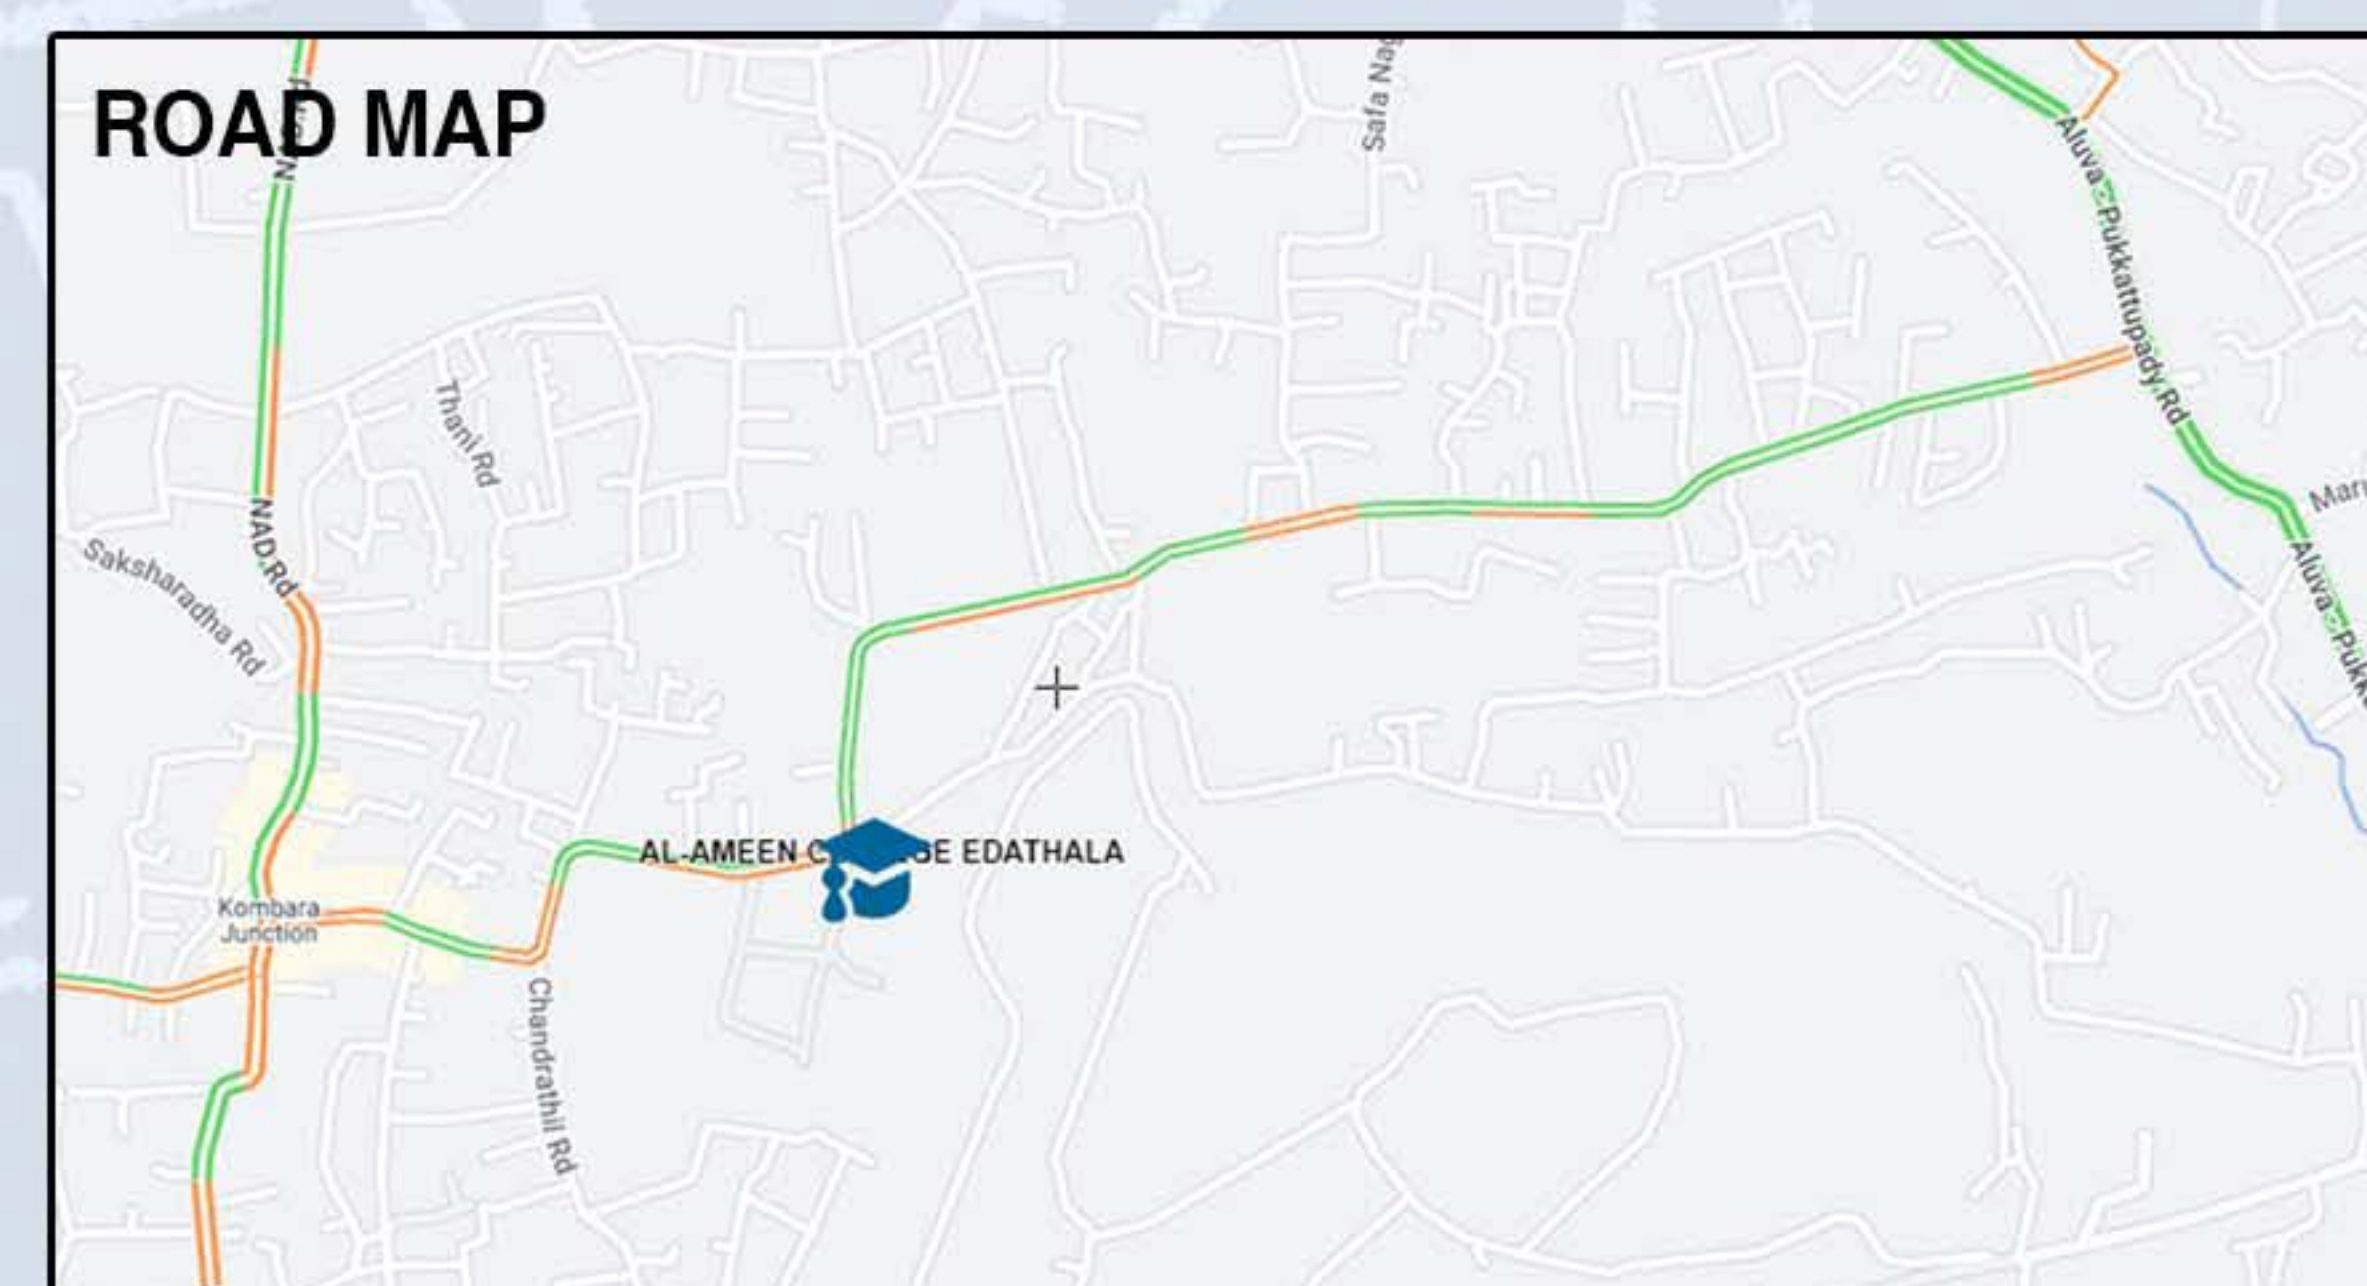 ROAD MAP
Safa Nag
Aluva - Pukkattupady Rd
Thani Rd
NAD Rd
Saksharadha Rd
Mar
Aluva - Pukk
AL-AMEEN EDATHALA
Kombara
Junction
Chandrathil Rd